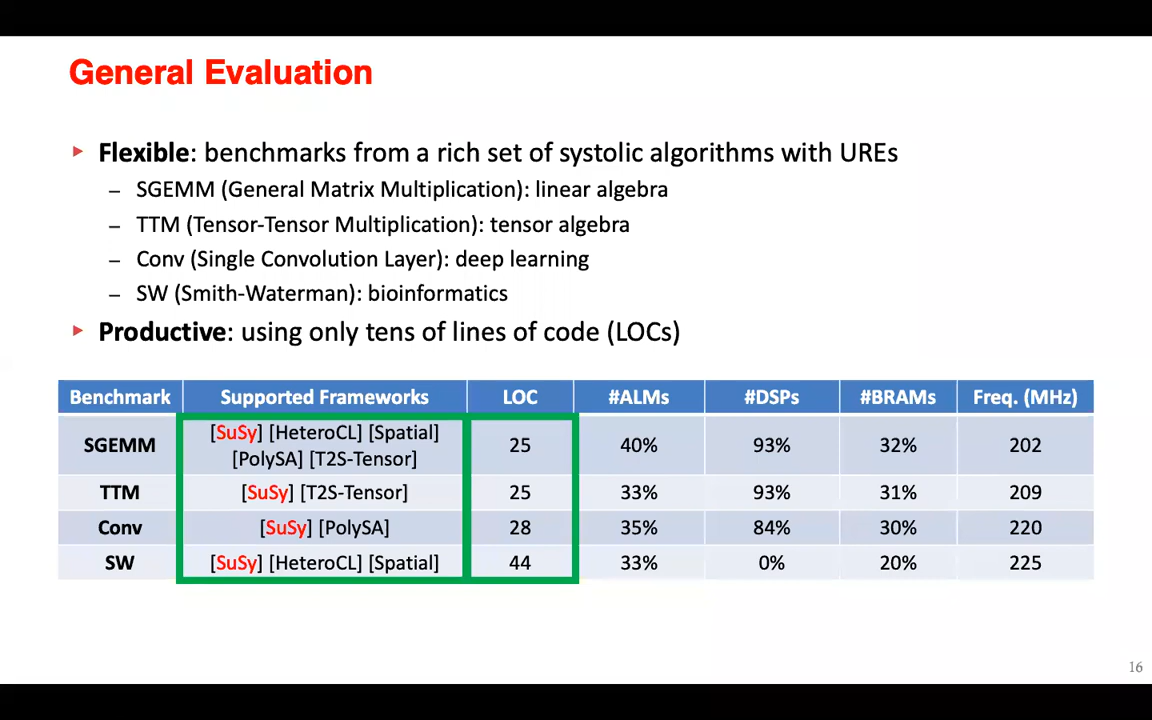 General Evaluation
▸ Flexible: benchmarks from a rich set of systolic algorithms with UREs
– SGEMM (General Matrix Multiplication): linear algebra
– TTM (Tensor-Tensor Multiplication): tensor algebra
– Conv (Single Convolution Layer): deep learning
– SW (Smith-Waterman): bioinformatics
▸ Productive: using only tens of lines of code (LOCs)
Benchmark Supported Frameworks LOC #ALMs #DSPs #BRAMs Freq. (MHz)
SGEMM [SuSy] [HeteroCL] [Spatial] 25 40% 93% 32% 202
[PolySA] [T2S-Tensor]
TTM [SuSy] [T2S-Tensor] 25 33% 93% 31% 209
Conv [SuSy] [PolySA] 28 35% 84% 30% 220
SW [SuSy] [HeteroCL] [Spatial] 44 33% 0% 20% 225
16